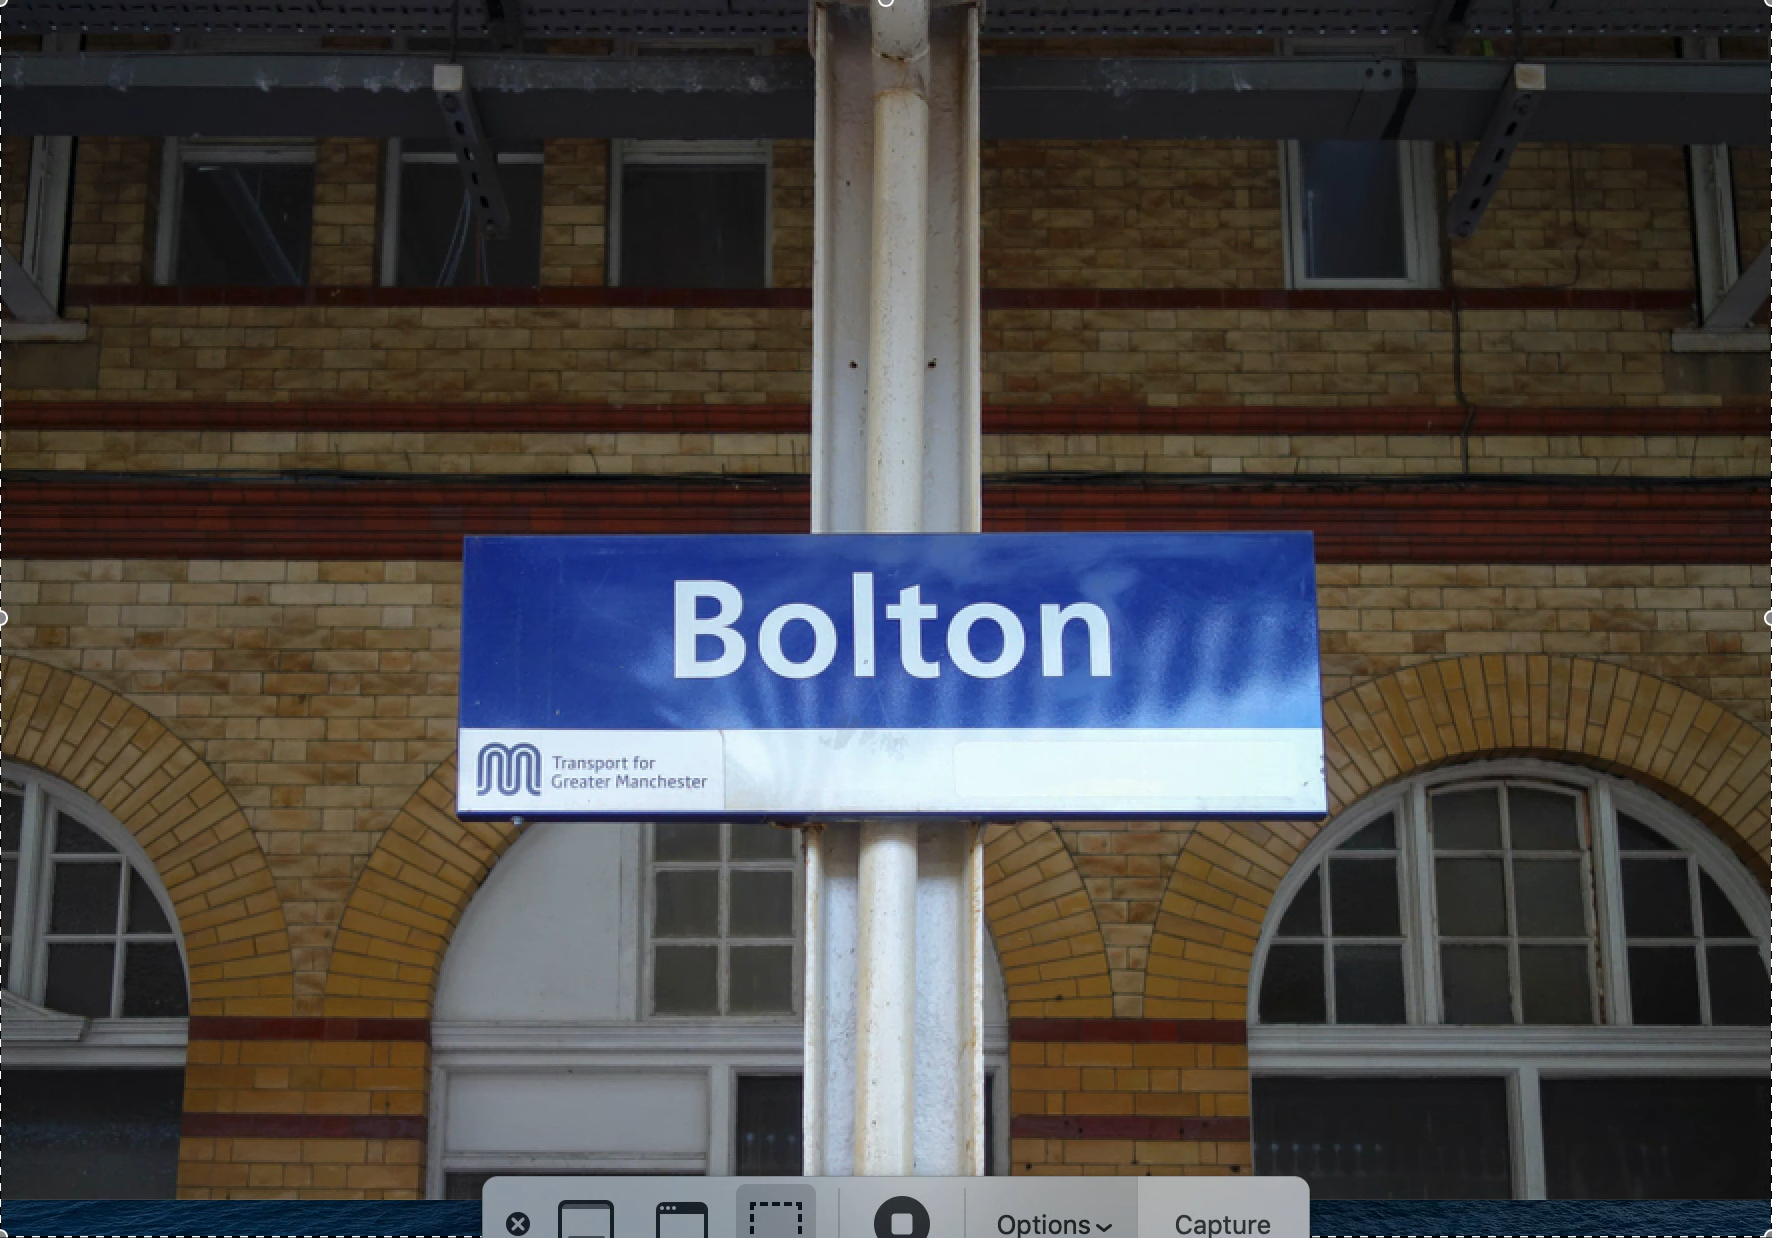 Bolton
Transport for
Greater Manchester
Options
Capture